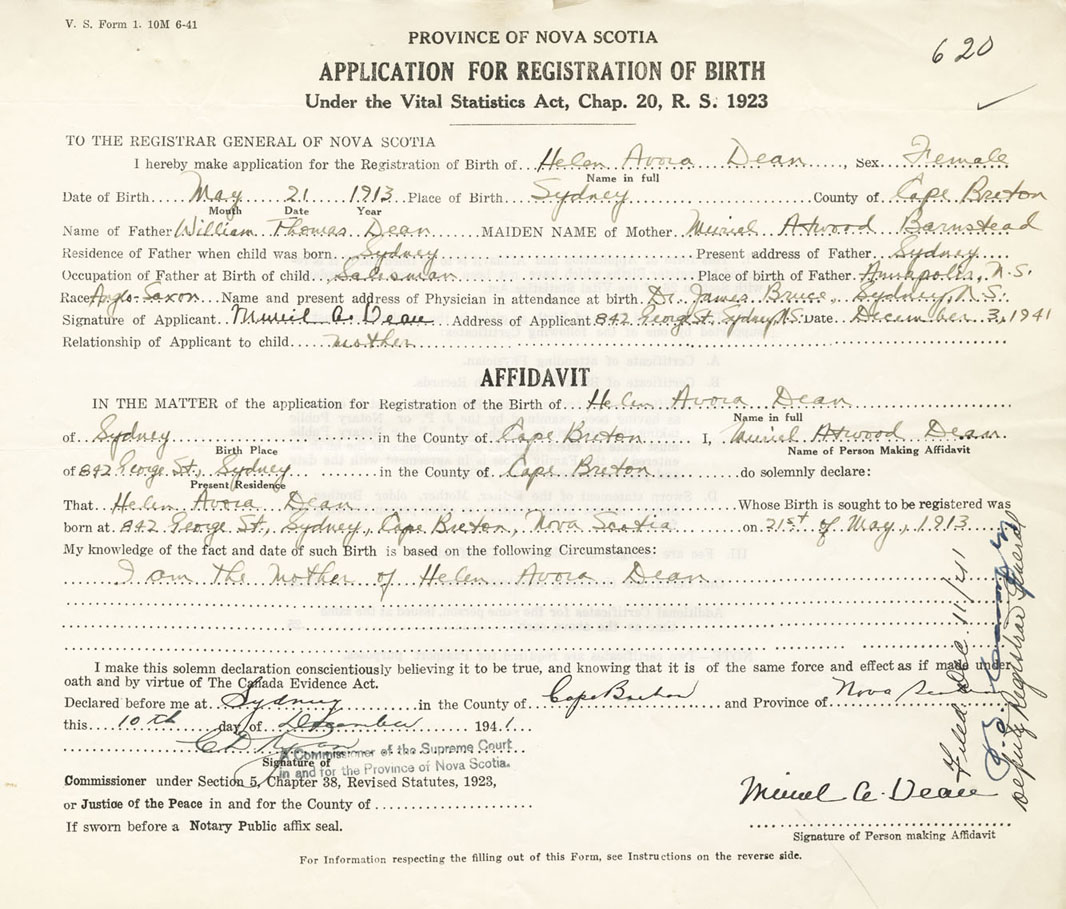 V. S. Form 1. 10M 6-41
620
PROVINCE OF NOVA SCOTIA
APPLICATION FOR REGISTRATION OF BIRTH
Under the Vital Statistics Act, Chap. 20, R. S. 1923
TO THE REGISTRAR GENERAL OF NOVA SCOTIA
I hereby make application for the Registration of Birth of Helen Avora Dean, Sex Female
Name in full
Date of Birth May 21 1913 Place of Birth Sydney County of Cape Breton
Month Date Year
Name of Father William Thomas Dean MAIDEN NAME of Mother Muriel Atwood Barnstead
Residence of Father when child was born Sydney Present address of Father Sydney
Occupation of Father at Birth of child Salesman Place of birth of Father Annapolis, N.S.
Race Anglo-Saxon Name and present address of Physician in attendance at birth Dr. James Bruce, Sydney, N.S.
Signature of Applicant Muriel A. Dean Address of Applicant 842 George St. Sydney N.S. Date December 3, 1941
Relationship of Applicant to child mother
AFFIDAVIT
IN THE MATTER of the application for Registration of the Birth of Helen Avora Dean
Name in full
of Sydney in the County of Cape Breton I, Muriel Atwood Dean
Birth Place Name of Person Making Affidavit
of 842 George St., Sydney in the County of Cape Breton do solemnly declare:
Present Residence
That Helen Avora Dean Whose Birth is sought to be registered was
born at 842 George St., Sydney, Cape Breton, Nova Scotia on 21st of May, 1913
My knowledge of the fact and date of such Birth is based on the following Circumstances:
I am the mother of Helen Avora Dean
I make this solemn declaration conscientiously believing it to be true, and knowing that it is of the same force and effect as if made under
oath and by virtue of The Canada Evidence Act.
Declared before me at Sydney in the County of Cape Breton and Province of Nova Scotia
this 10th day of December 1941.
A Commissioner of the Supreme Court
in and for the Province of Nova Scotia.
Signature of
Commissioner under Section 5, Chapter 38, Revised Statutes, 1923,
or Justice of the Peace in and for the County of
If sworn before a Notary Public affix seal.
Muriel A. Dean
Signature of Person making Affidavit
Filed Dec. 11/41
Deputy Registrar General
For Information respecting the filling out of this Form, see Instructions on the reverse side.